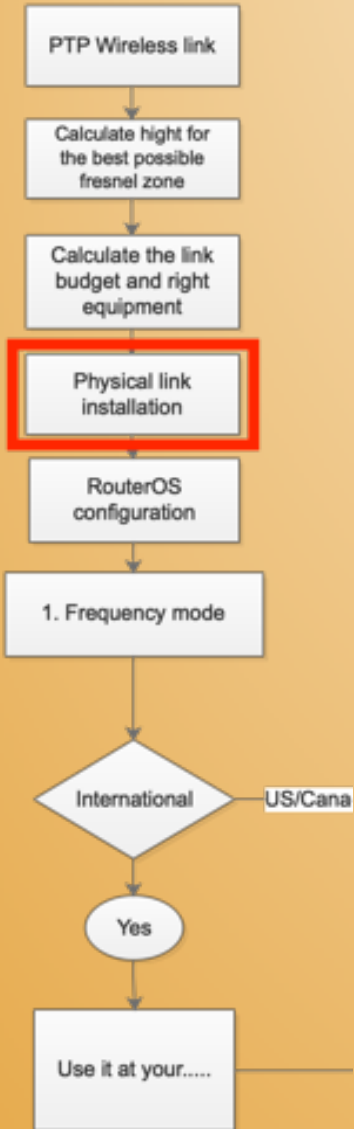 PTP Wireless link
Calculate hight for
the best possible
fresnel zone
Calculate the link
budget and right
equipment
Physical link
installation
RouterOS
configuration
1. Frequency mode
International
US/Cana
Yes
Use it at your.....